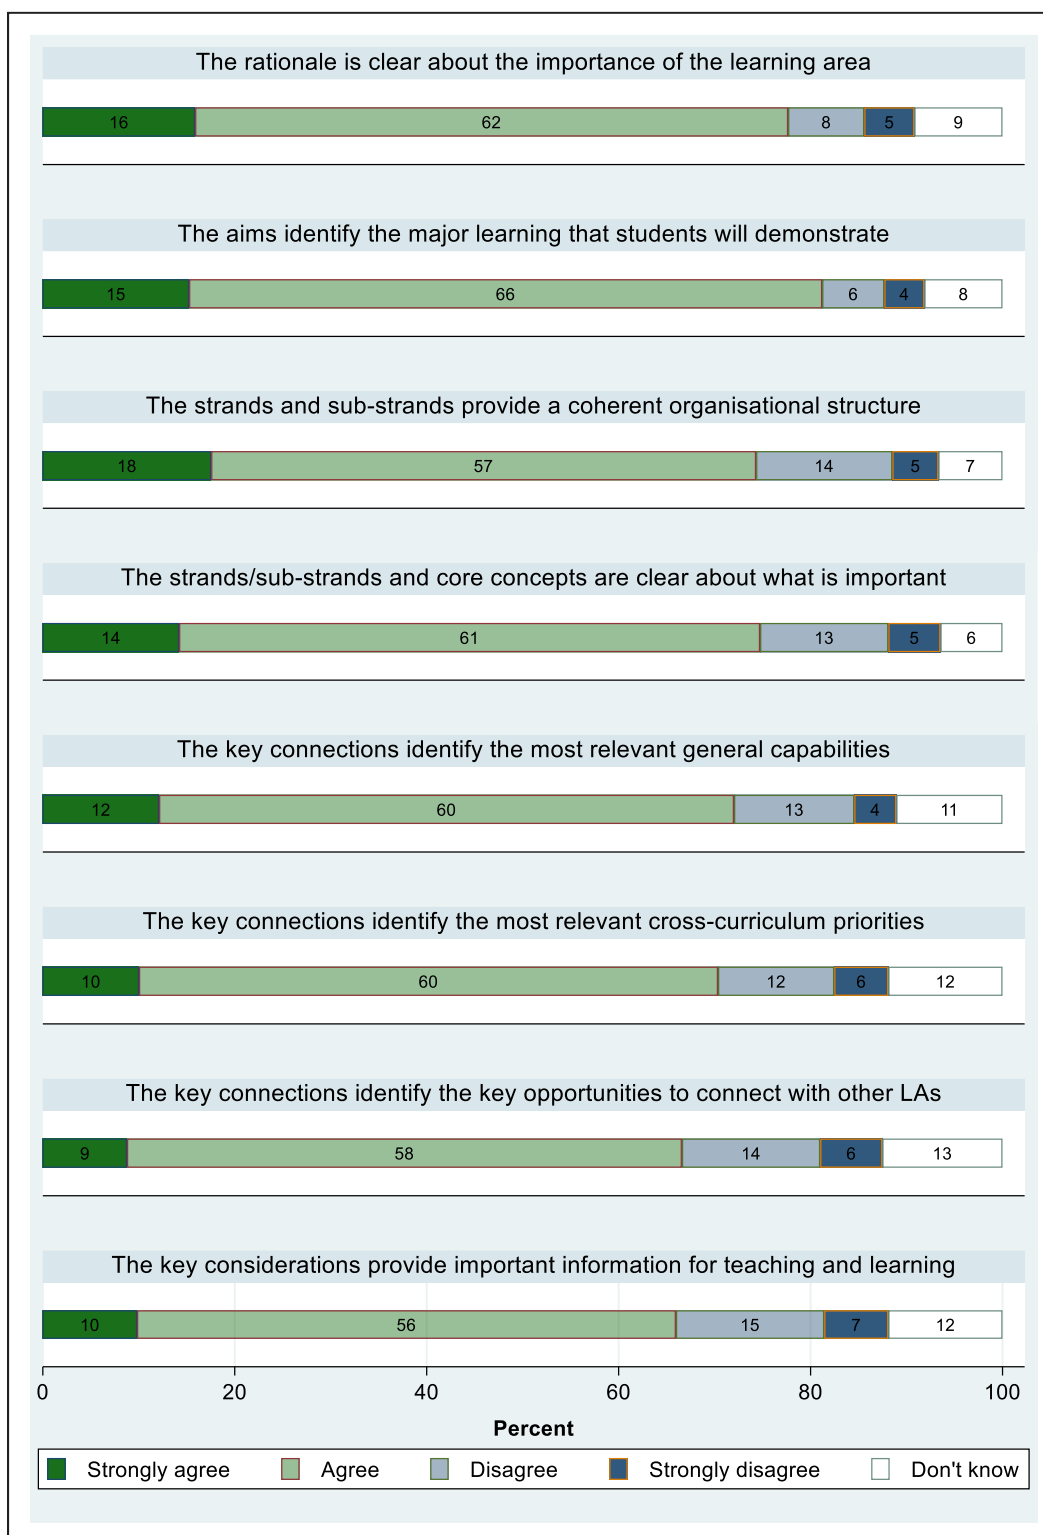 The rationale is clear about the importance of the learning area
16 62 8 5 9
The aims identify the major learning that students will demonstrate
15 66 6 4 8
The strands and sub-strands provide a coherent organisational structure
18 57 14 5 7
The strands/sub-strands and core concepts are clear about what is important
14 61 13 5 6
The key connections identify the most relevant general capabilities
12 60 13 4 11
The key connections identify the most relevant cross-curriculum priorities
10 60 12 6 12
The key connections identify the key opportunities to connect with other LAs
9 58 14 6 13
The key considerations provide important information for teaching and learning
10 56 15 7 12
0 20 40 60 80 100
Percent
Strongly agree Agree Disagree Strongly disagree Don't know